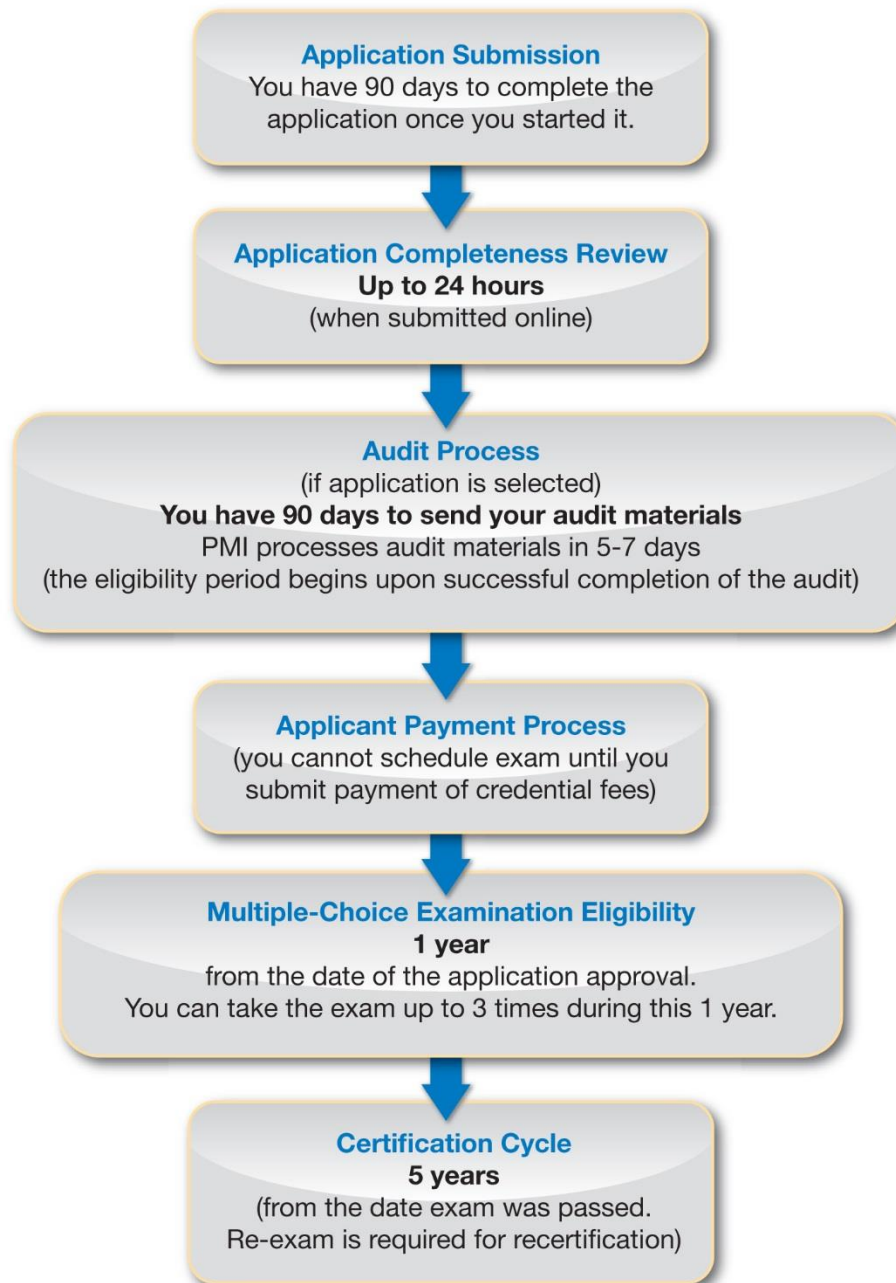 Application Submission
You have 90 days to complete the
application once you started it.
Application Completeness Review
Up to 24 hours
(when submitted online)
Audit Process
(if application is selected)
You have 90 days to send your audit materials
PMI processes audit materials in 5-7 days
(the eligibility period begins upon successful completion of the audit)
Applicant Payment Process
(you cannot schedule exam until you
submit payment of credential fees)
Multiple-Choice Examination Eligibility
1 year
from the date of the application approval.
You can take the exam up to 3 times during this 1 year.
Certification Cycle
5 years
(from the date exam was passed.
Re-exam is required for recertification)